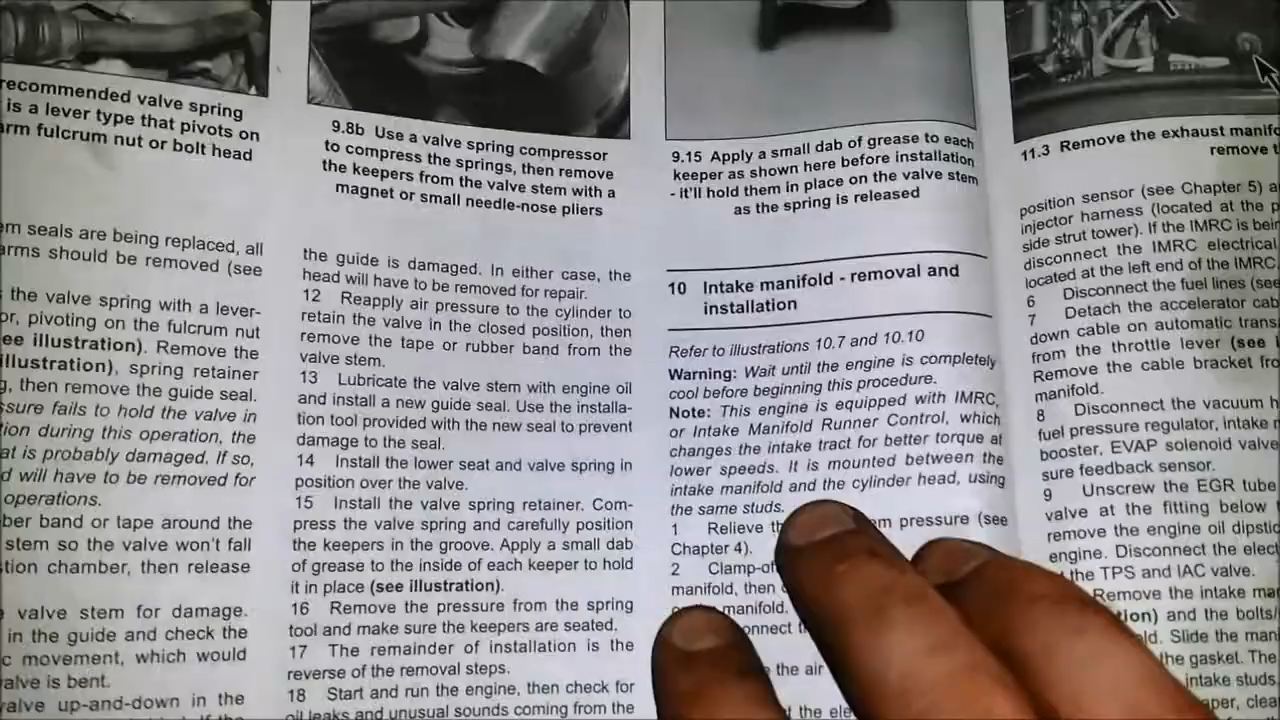 recommended valve spring
is a lever type that pivots on
arm fulcrum nut or bolt head
seals are being replaced, all
arms should be removed (see
the valve spring with a lever-
pivoting on the fulcrum nut
see illustration). Remove the
illustration), spring retainer
then remove the guide seal.
fails to hold the valve in
during this operation, the
is probably damaged. If so,
will have to be removed for
operations.
band or tape around the
stem so the valve won't fall
chamber, then release
valve stem for damage.
in the guide and check the
movement, which would
valve is bent.
valve up-and-down in the
9.8b Use a valve spring compressor
to compress the springs, then remove
the keepers from the valve stem with a
magnet or small needle-nose pliers
the guide is damaged. In either case, the
head will have to be removed for repair.
12 Reapply air pressure to the cylinder to
retain the valve in the closed position, then
remove the tape or rubber band from the
valve stem.
13 Lubricate the valve stem with engine oil
and install a new guide seal. Use the installa-
tion tool provided with the new seal to prevent
damage to the seal.
14 Install the lower seat and valve spring in
position over the valve.
15 Install the valve spring retainer. Com-
press the valve spring and carefully position
the keepers in the groove. Apply a small dab
of grease to the inside of each keeper to hold
it in place (see illustration).
16 Remove the pressure from the spring
tool and make sure the keepers are seated.
17 The remainder of installation is the
reverse of the removal steps.
18 Start and run the engine, then check for
oil leaks and unusual sounds coming from the
9.15 Apply a small dab of grease to each
keeper as shown here before installation
- it'll hold them in place on the valve stem
as the spring is released
10 Intake manifold - removal and
installation
Refer to illustrations 10.7 and 10.10
Warning: Wait until the engine is completely
cool before beginning this procedure.
Note: This engine is equipped with IMRC,
or Intake Manifold Runner Control, which
changes the intake tract for better torque at
lower speeds. It is mounted between the
intake manifold and the cylinder head, using
the same studs.
1 Relieve pressure (see
Chapter 4).
2 Clamp-of
manifold, then
manifold.
the air
the
11.3 Remove the exhaust
remove
position sensor (see Chapter 5)
injector harness (located at the
side strut tower). If the IMRC is
disconnect the IMRC electrical
located at the left end of the IMRC.
6 Disconnect the fuel lines (see
7 Detach the accelerator
down cable on automatic
from the throttle lever (see
Remove the cable bracket
manifold.
8 Disconnect the vacuum
fuel pressure regulator, intake
booster, EVAP solenoid valve
sure feedback sensor.
9 Unscrew the EGR tube
valve at the fitting below
remove the engine oil
engine. Disconnect the
the TPS and IAC valve.
Remove the intake
and the bolts/
Slide the
the gasket. The
intake studs.